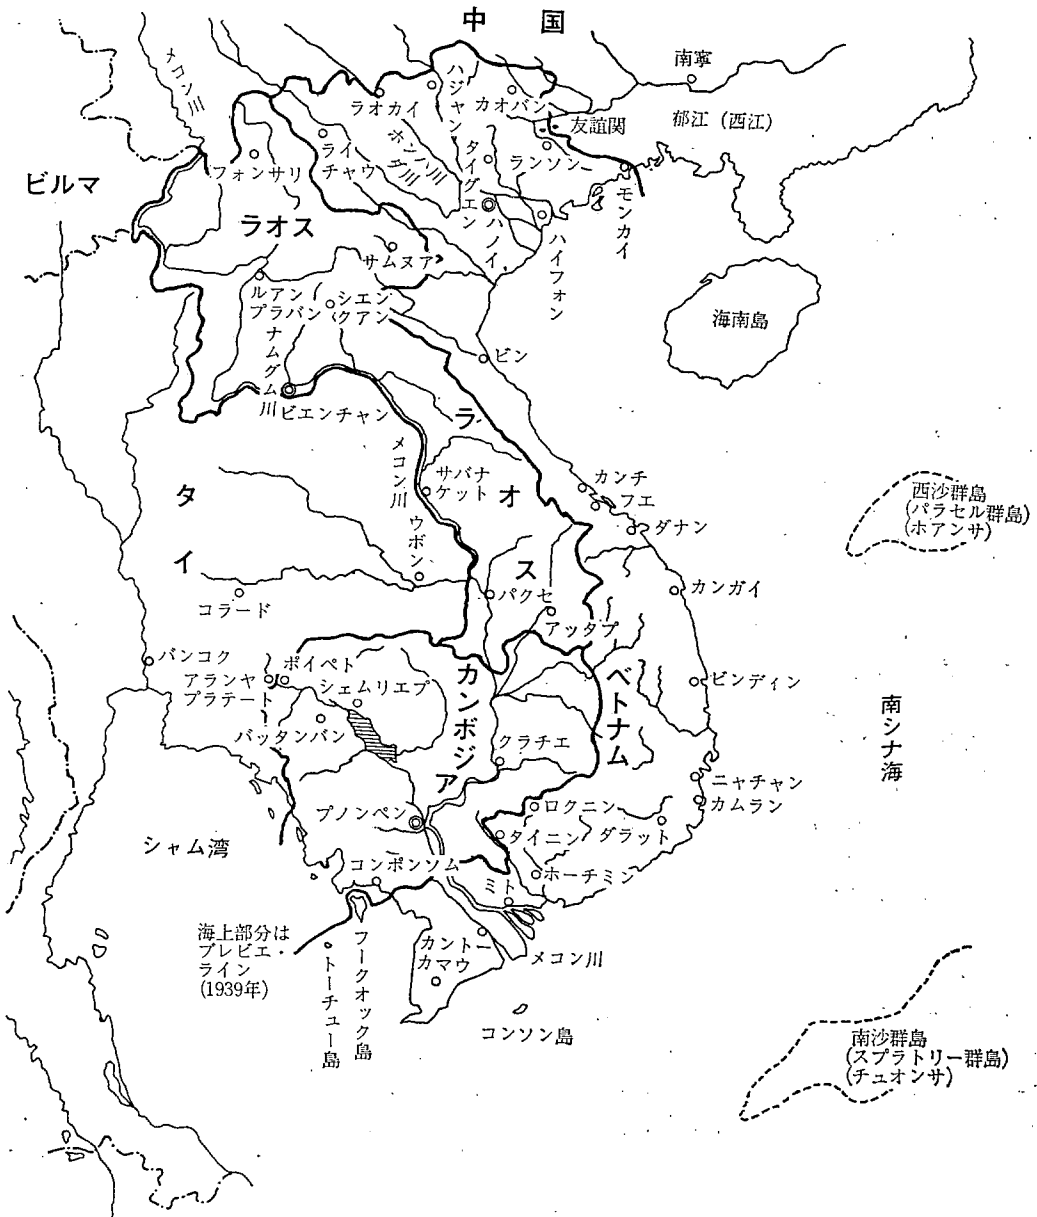 中国
メコン川
南寧
ハジャン
ラオカイ
カオバン
友誼関
郁江（西江）
ホンハ川
ライ
チャウ
タイグエン
ランソン
フォンサリ
ビルマ
モンカイ
ラオス
ハノイ
ハイフォン
サムヌア
ルアン
プラバン
シエン
クアン
海南島
ナムグム川
ビン
ビエンチャン
ラオス
メコン川
サバナ
ケット
カンチ
フエ
西沙群島
(パラセル群島)
(ホアンサ)
タイ
ウボン
ダナン
コラード
パクセ
カンガイ
アッタプ
バンコク
ポイペト
アランヤ
プラテート
シェムリエプ
カンボジア
ベトナム
ビンディン
南シナ海
バッタンバン
クラチエ
ニャチャン
カムラン
プノンペン
ロクニン
タイニン
ダラット
シャム湾
コンポンソム
ホーチミン
ミト
海上部分は
ブレビエ・
ライン
(1939年)
カントー
カマウ
メコン川
フークオック島
トーチュー島
コンソン島
南沙群島
(スプラトリー群島)
(チュオンサ)